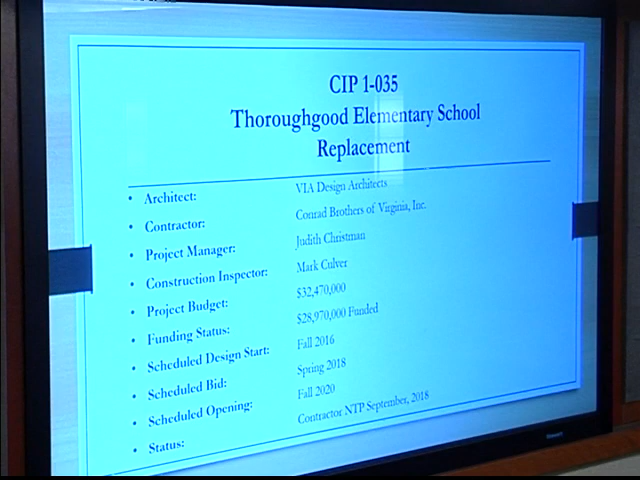 CIP 1-035
Thoroughgood Elementary School
Replacement
• Architect: VIA Design Architects
• Contractor: Conrad Brothers of Virginia, Inc.
• Project Manager: Judith Christman
• Construction Inspector: Mark Culver
• Project Budget: $32,470,000
• Funding Status: $28,970,000 Funded
• Scheduled Design Start: Fall 2016
• Scheduled Bid: Spring 2018
• Scheduled Opening: Fall 2020
• Status: Contractor NTP September, 2018